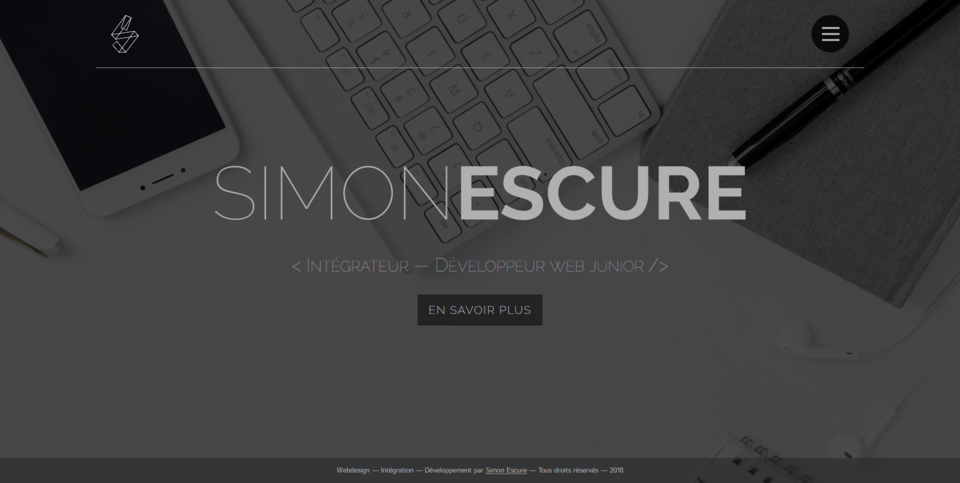 SIMONESCURE
< Intégrateur — Développeur web junior />
EN SAVOIR PLUS
Webdesign — Intégration — Développement par Simon Escure — Tous droits réservés — 2018